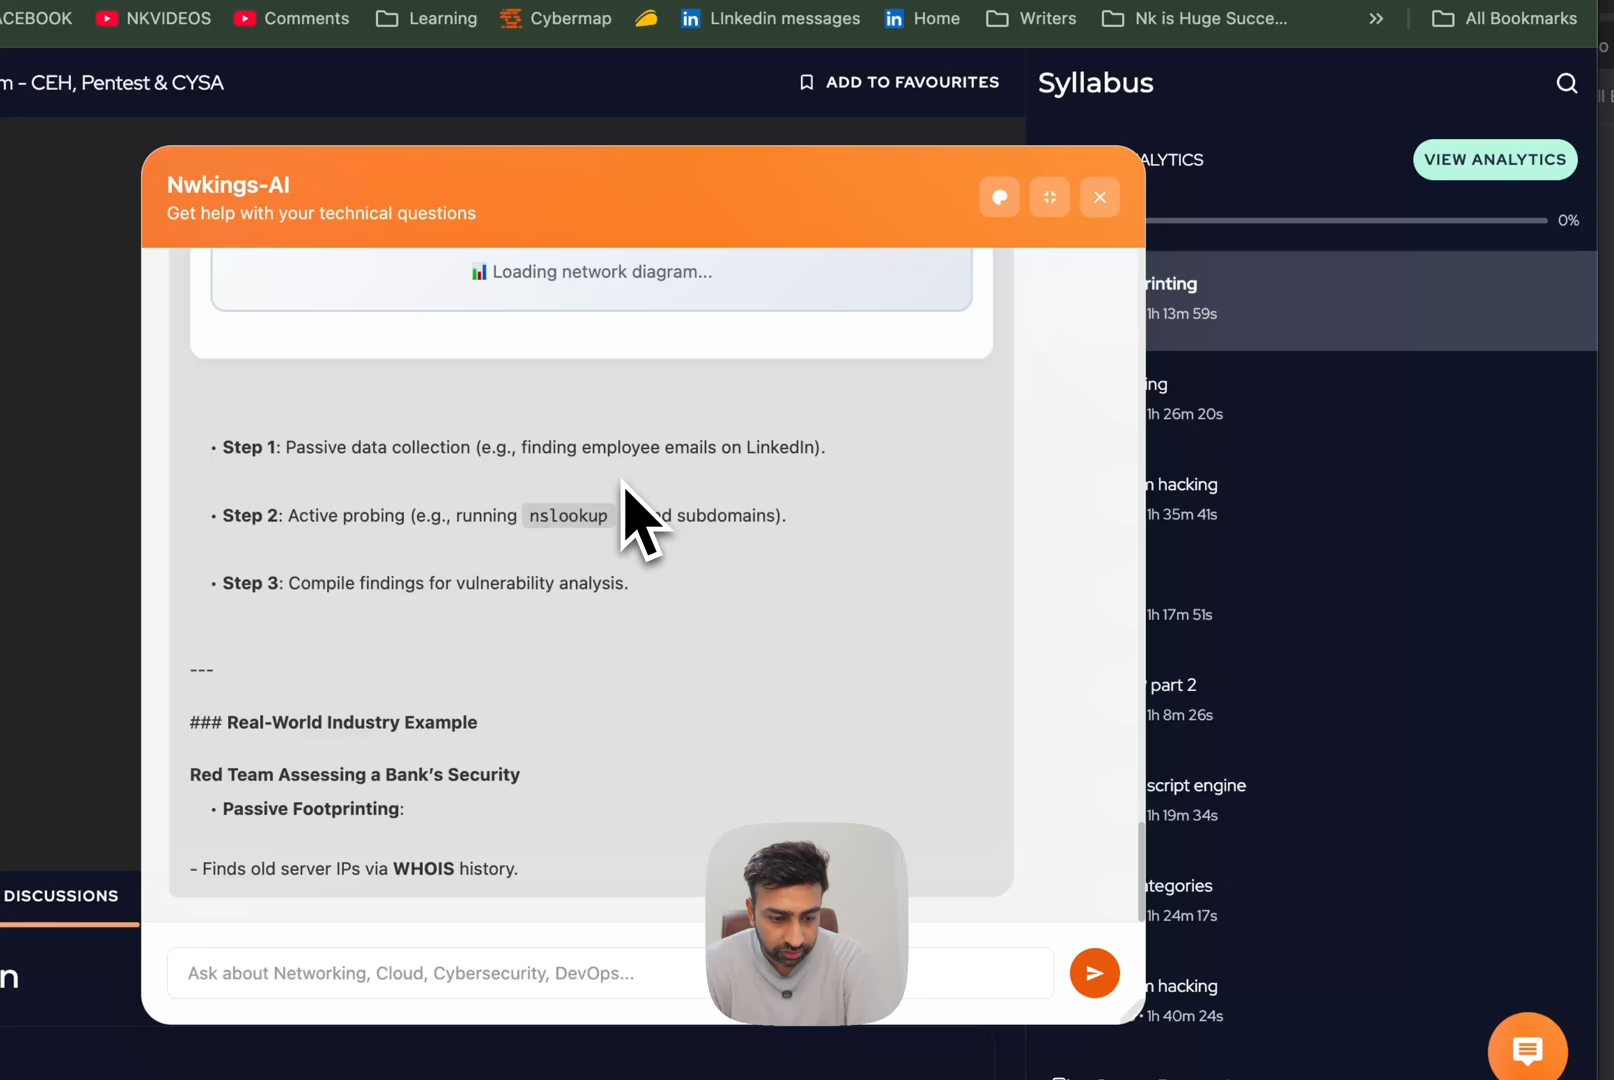 NKVIDEOS
Comments
Learning
Cybermap
LInkedin messages
Home
Writers
Nk is Huge Succe...
»
All Bookmarks
CEH, Pentest & CYSA
ADD TO FAVOURITES
Syllabus
VIEW ANALYTICS
0%
Nwkings-AI
Get help with your technical questions
Loading network diagram...
• Step 1: Passive data collection (e.g., finding employee emails on LinkedIn).
• Step 2: Active probing (e.g., running nslookup subdomains).
• Step 3: Compile findings for vulnerability analysis.
---
### Real-World Industry Example
Red Team Assessing a Bank’s Security
• Passive Footprinting:
- Finds old server IPs via WHOIS history.
Ask about Networking, Cloud, Cybersecurity, DevOps...
DISCUSSIONS
1h 13m 59s
1h 26m 20s
hacking
1h 35m 41s
1h 17m 51s
part 2
1h 8m 26s
script engine
1h 19m 34s
1h 24m 17s
hacking
1h 40m 24s